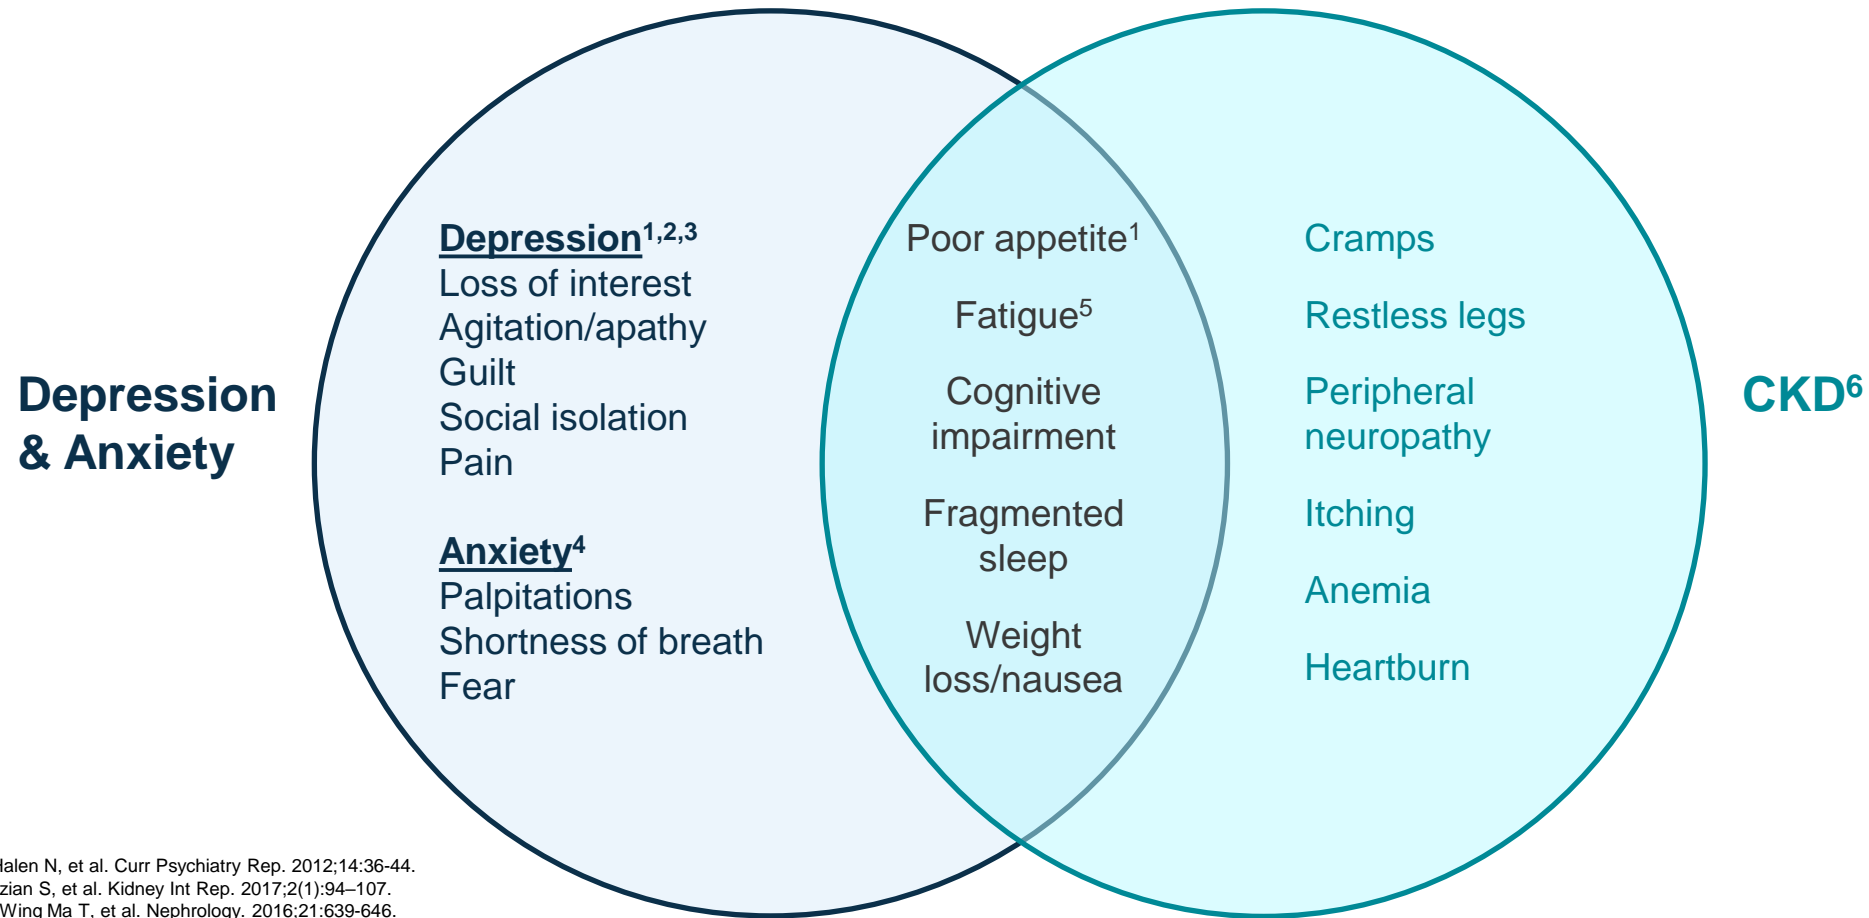 Depression
& Anxiety
Depression1,2,3
Loss of interest
Agitation/apathy
Guilt
Social isolation
Pain
Anxiety4
Palpitations
Shortness of breath
Fear
Poor appetite1
Fatigue5
Cognitive
impairment
Fragmented
sleep
Weight
loss/nausea
Cramps
Restless legs
Peripheral
neuropathy
Itching
Anemia
Heartburn
CKD6
N, et al. Curr Psychiatry Rep. 2012;14:36-44.
S, et al. Kidney Int Rep. 2017;2(1):94–107.
Wing Ma T, et al. Nephrology. 2016;21:639-646.